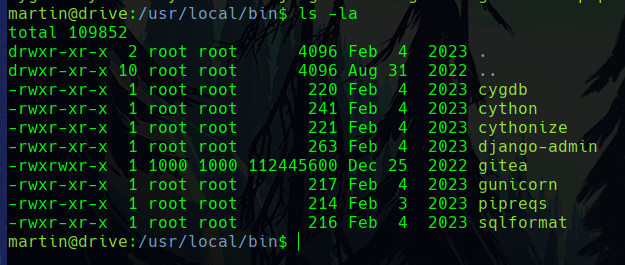 martin@drive:/usr/local/bin$ ls -la
total 109852
drwxr-xr-x  2 root root      4096 Feb  4  2023 .
drwxr-xr-x 10 root root      4096 Aug 31  2022 ..
-rwxr-xr-x  1 root root       220 Feb  4  2023 cygdb
-rwxr-xr-x  1 root root       241 Feb  4  2023 cython
-rwxr-xr-x  1 root root       221 Feb  4  2023 cythonize
-rwxr-xr-x  1 root root       263 Feb  4  2023 django-admin
-rwxrwxr-x  1 1000 1000 112445600 Dec 25  2022 gitea
-rwxr-xr-x  1 root root       217 Feb  4  2023 gunicorn
-rwxr-xr-x  1 root root       214 Feb  3  2023 pipreqs
-rwxr-xr-x  1 root root       216 Feb  4  2023 sqlformat
martin@drive:/usr/local/bin$